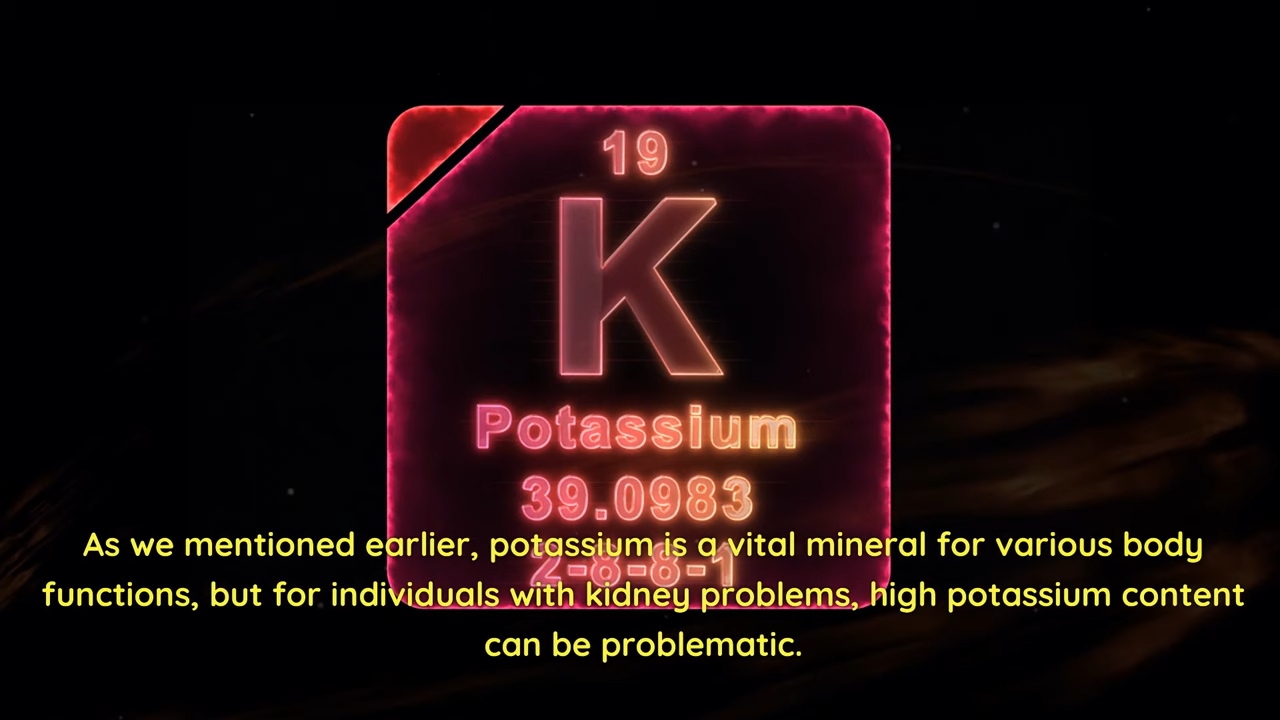 19
K
Potassium
39.0983
2-8-8-1
As we mentioned earlier, potassium is a vital mineral for various body
functions, but for individuals with kidney problems, high potassium content
can be problematic.